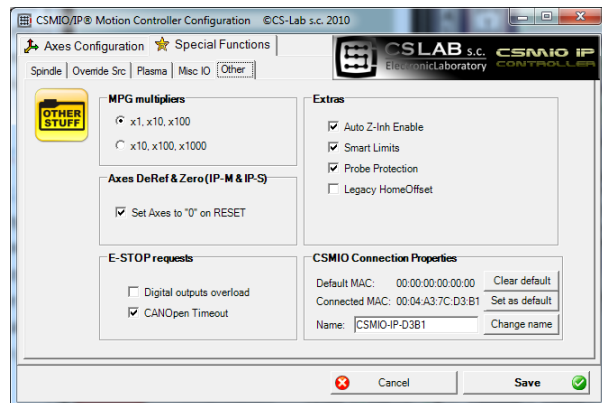 CSMIO/IP® Motion Controller Configuration ©CS-Lab s.c. 2010
Axes Configuration Special Functions
CSLAB s.c.
ElectronicLaboratory
CSMIO IP
CONTROLLER
Spindle Override Src Plasma Misc IO Other
OTHER
STUFF
MPG multipliers
x1, x10, x100
x10, x100, x1000
Axes DeRef & Zero (IP-M & IP-S)
Set Axes to "0" on RESET
E-STOP requests
Digital outputs overload
CANOpen Timeout
Extras
Auto Z-Inh Enable
Smart Limits
Probe Protection
Legacy HomeOffset
CSMIO Connection Properties
Default MAC: 00:00:00:00:00:00 Clear default
Connected MAC: 00:04:A3:7C:D3:B1 Set as default
Name: CSMIO-IP-D3B1 Change name
Cancel Save